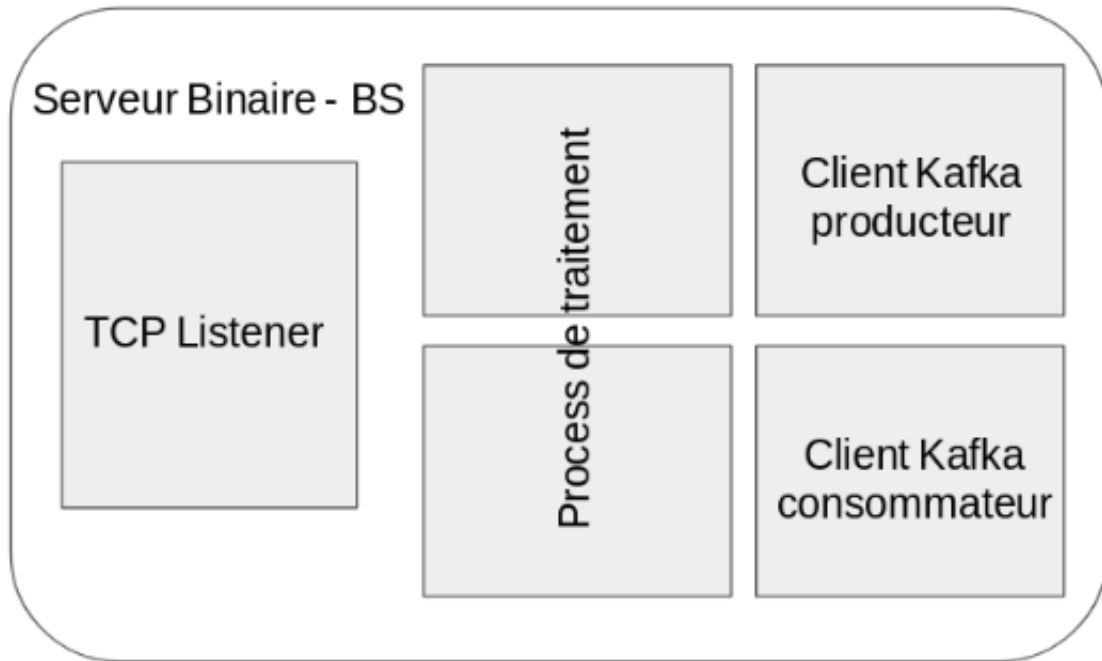 Serveur Binaire - BS
TCP Listener
Process de traitement
Client Kafka
producteur
Client Kafka
consommateur